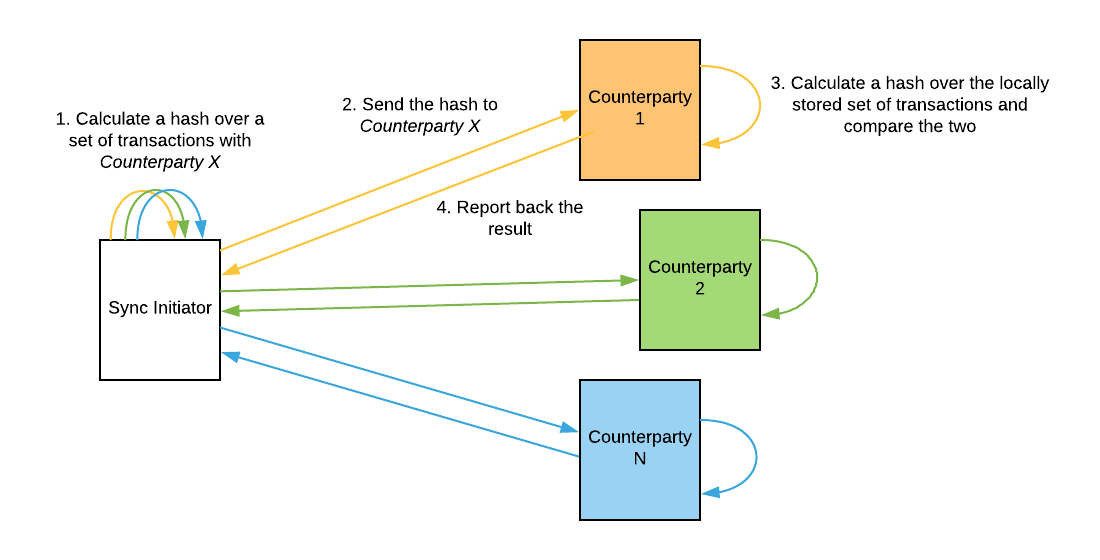 1. Calculate a hash over a
set of transactions with
Counterparty X
2. Send the hash to
Counterparty X
Counterparty
1
3. Calculate a hash over the locally
stored set of transactions and
compare the two
4. Report back the
result
Sync Initiator
Counterparty
2
Counterparty
N